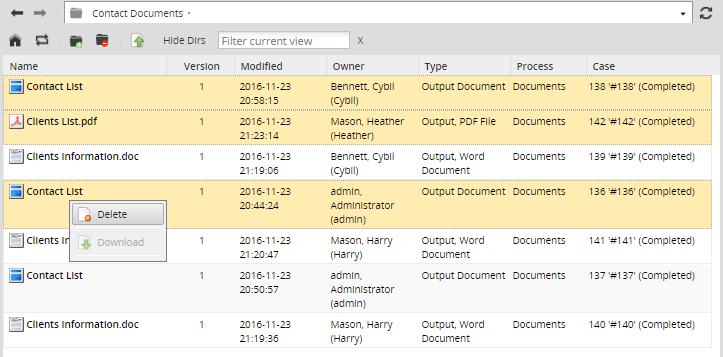 Contact Documents
Hide Dirs Filter current view X
Name Version Modified Owner Type Process Case
Contact List 1 2016-11-23 20:58:15 Bennett, Cybil (Cybil) Output Document Documents 138 '#138' (Completed)
Clients List.pdf 1 2016-11-23 21:23:14 Mason, Heather (Heather) Output, PDF File Documents 142 '#142' (Completed)
Clients Information.doc 1 2016-11-23 21:19:06 Bennett, Cybil (Cybil) Output, Word Document Documents 139 '#139' (Completed)
Contact List 1 2016-11-23 20:44:24 admin, Administrator (admin) Output Document Documents 136 '#136' (Completed)
Delete
Download
Clients In 1 2016-11-23 21:20:47 Mason, Harry (Harry) Output, Word Document Documents 141 '#141' (Completed)
Contact List 1 2016-11-23 20:50:57 admin, Administrator (admin) Output Document Documents 137 '#137' (Completed)
Clients Information.doc 1 2016-11-23 21:19:36 Mason, Harry (Harry) Output, Word Document Documents 140 '#140' (Completed)